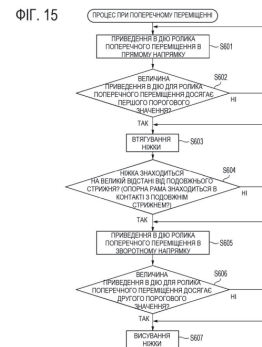 ФІГ. 15
ПРОЦЕС ПРИ ПОПЕРЕЧНОМУ ПЕРЕМІЩЕННІ
ПРИВЕДЕННЯ В ДІЮ РОЛИКА
ПОПЕРЕЧНОГО ПЕРЕМІЩЕННЯ В
ПРЯМОМУ НАПРЯМКУ
S601
S602
ВЕЛИЧИНА
ПРИВЕДЕННЯ В ДІЮ ДЛЯ РОЛИКА
ПОПЕРЕЧНОГО ПЕРЕМІЩЕННЯ ДОСЯГАЄ
ПЕРШОГО ПОРОГОВОГО
ЗНАЧЕННЯ?
НІ
ТАК
ВТЯГУВАННЯ
НІЖКИ
S603
S604
НІЖКА ЗНАХОДИТЬСЯ
НА ВЕЛИКІЙ ВІДСТАНІ ВІД ПОДОВЖНЬОГО
СТРИЖНЯ? (ОПОРНА РАМА ЗНАХОДИТЬСЯ В
КОНТАКТІ З ПОДОВЖНІМ
СТРИЖНЕМ?)
НІ
ТАК
ПРИВЕДЕННЯ В ДІЮ РОЛИКА
ПОПЕРЕЧНОГО ПЕРЕМІЩЕННЯ В
ЗВОРОТНОМУ НАПРЯМКУ
S605
S606
ВЕЛИЧИНА
ПРИВЕДЕННЯ В ДІЮ ДЛЯ РОЛИКА
ПОПЕРЕЧНОГО ПЕРЕМІЩЕННЯ ДОСЯГАЄ
ДРУГОГО ПОРОГОВОГО
ЗНАЧЕННЯ?
НІ
ТАК
ВИСУВАННЯ
НІЖКИ
S607